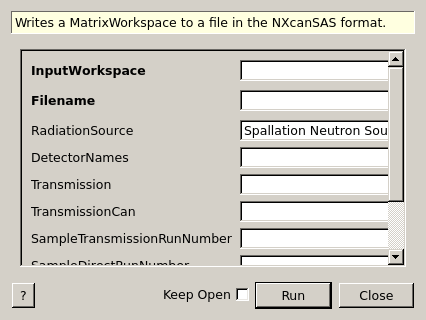 Writes a MatrixWorkspace to a file in the NXcanSAS format.
InputWorkspace
Filename
RadiationSource Spallation Neutron Sou
DetectorNames
Transmission
TransmissionCan
SampleTransmissionRunNumber
SampleDirectRunNumber
? Keep Open Run Close